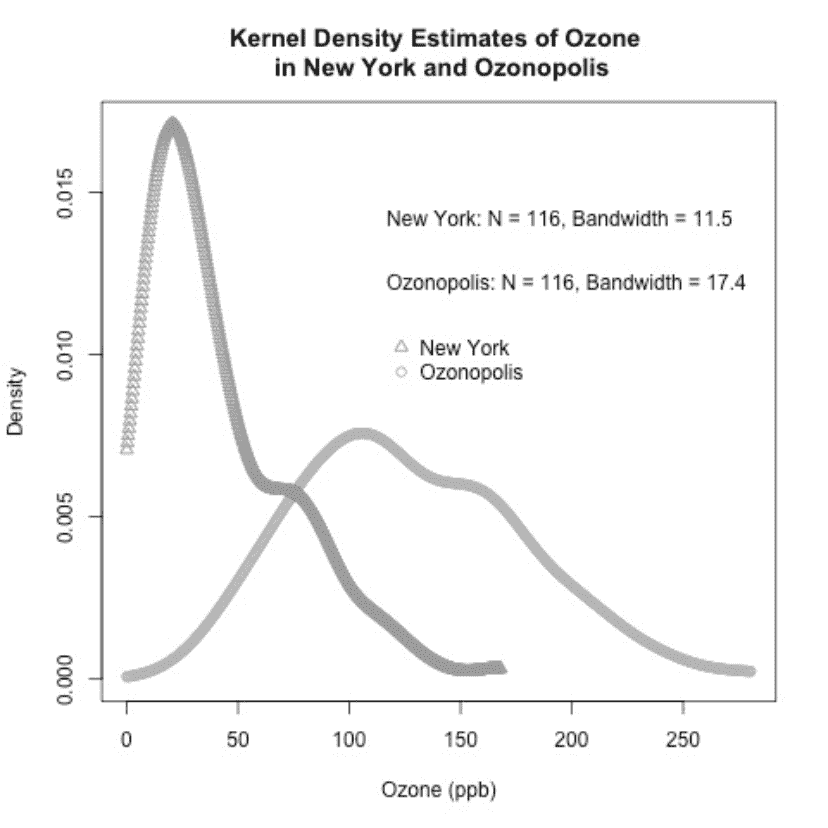 Kernel Density Estimates of Ozone
in New York and Ozonopolis
New York: N = 116, Bandwidth = 11.5
Ozonopolis: N = 116, Bandwidth = 17.4
New York
Ozonopolis
Density
0.015
0.010
0.005
0.000
0 50 100 150 200 250
Ozone (ppb)